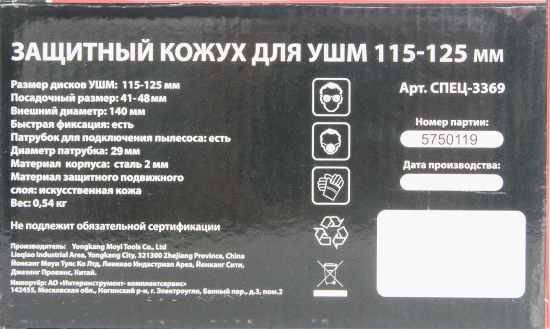 ЗАЩИТНЫЙ КОЖУХ ДЛЯ УШМ 115-125 мм
Размер дисков УШМ: 115-125 мм
Посадочный размер: 41-48мм
Внешний диаметр: 140 мм
Быстрая фиксация: есть
Патрубок для подключения пылесоса: есть
Диаметр патрубка: 29мм
Материал корпуса: сталь 2 мм
Материал защитного подвижного
слоя: искусственная кожа
Вес: 0,54 кг
Арт. СПЕЦ-3369
Номер партии:
5750119
Дата производства:
Не подлежит обязательной сертификации
Производитель: Yongkang Moyi Tools Co., Ltd
Lieqiao Industrial Area, Yongkang City, 321300 Zhejiang Province, China
Йонканг Моуи Тулс Ко Лтд, Лиекиао Индастриал Ареа, Йонканг Сити,
Джеязнг Провинс, Китай.
Импортёр: АО «Интеринструмент- комплектсервис»
142455, Московская обл., Ногинский р-н, г. Электроугли, Банный пер., д.3, пом.2